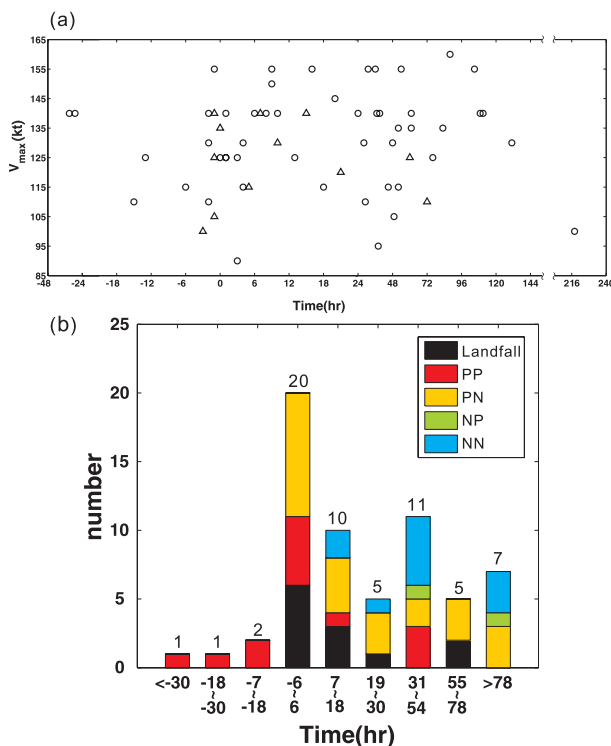 (a)
165
155
145
135
125
115
105
95
85
Vmax(kt)
-48 -24 -18 -12 -6 0 6 12 18 24 48 72 96 120 144 216 240
Time(hr)
(b)
25
20
15
10
5
0
number
Landfall
PP
PN
NP
NN
1 1 2 20 10 5 11 5 7
<-30 -18~-30 -7~-18 -6~6 7~18 19~30 31~54 55~78 >78
Time(hr)